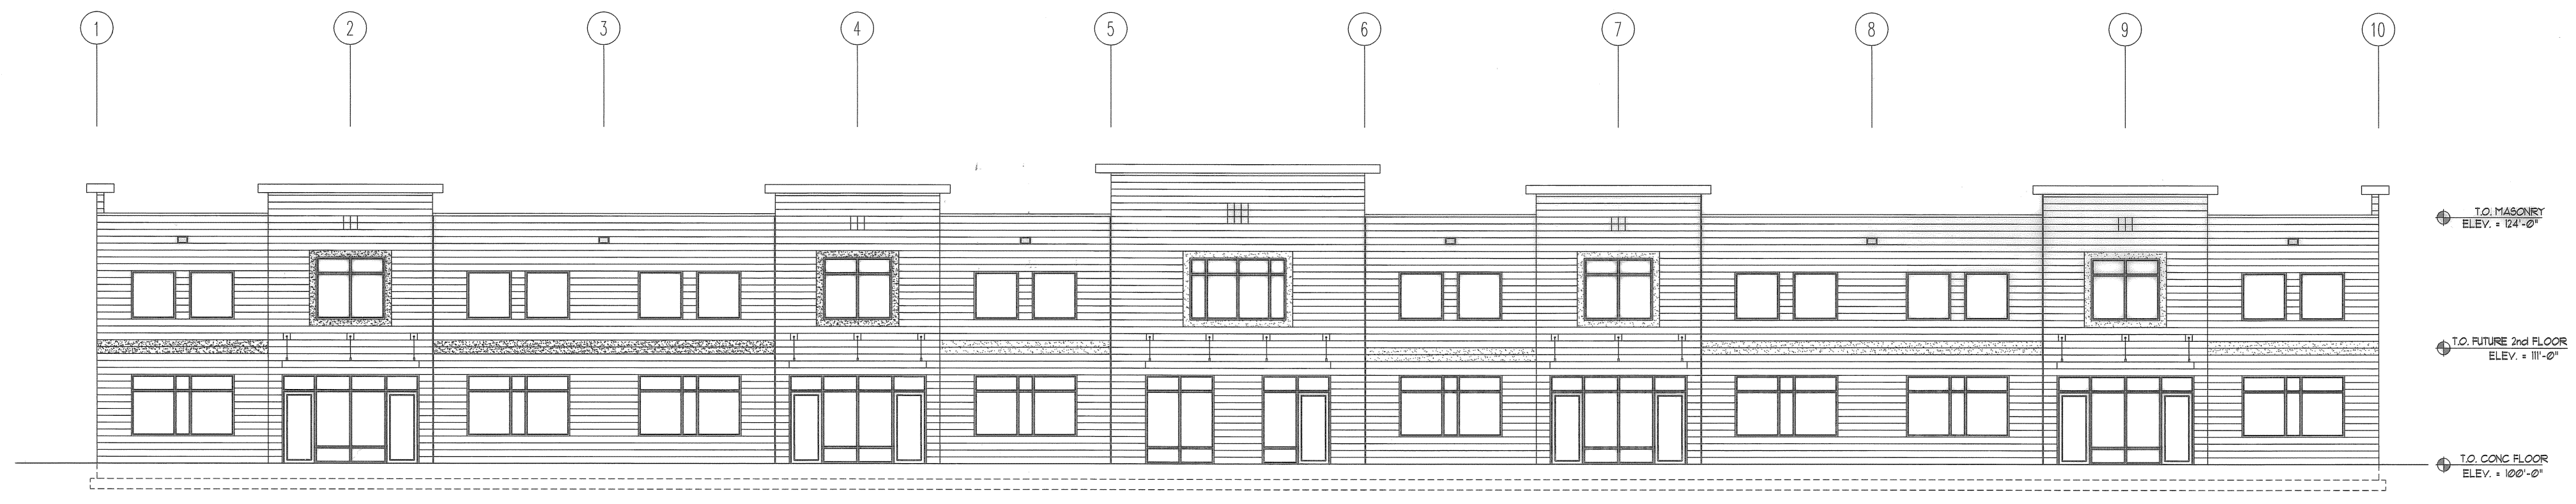 1 2 3 4 5 6 7 8 9 10
T.O. MASONRY
ELEV. = 124'-0"
T.O. FUTURE 2nd FLOOR
ELEV. = 111'-0"
T.O. CONC FLOOR
ELEV. = 100'-0"